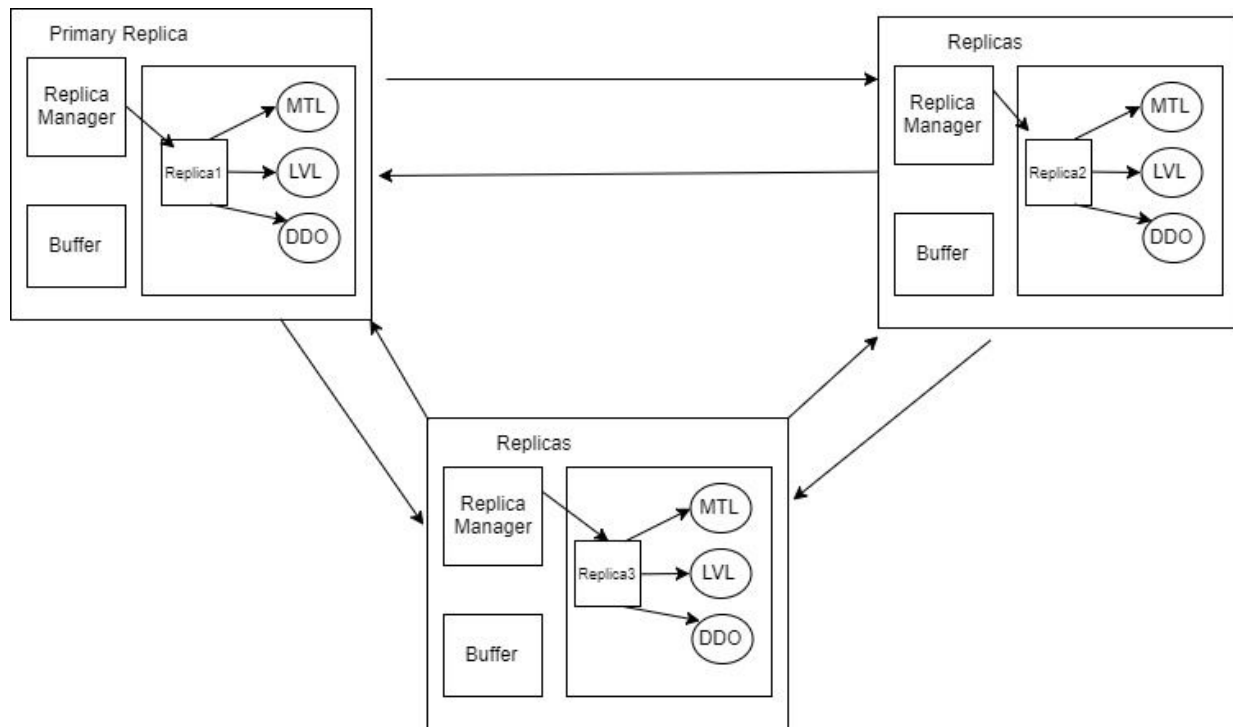 Primary Replica
Replica
Manager
MTL
Replica1
LVL
Buffer
DDO
Replicas
Replica
Manager
MTL
Replica2
LVL
Buffer
DDO
Replicas
Replica
Manager
MTL
Replica3
LVL
Buffer
DDO